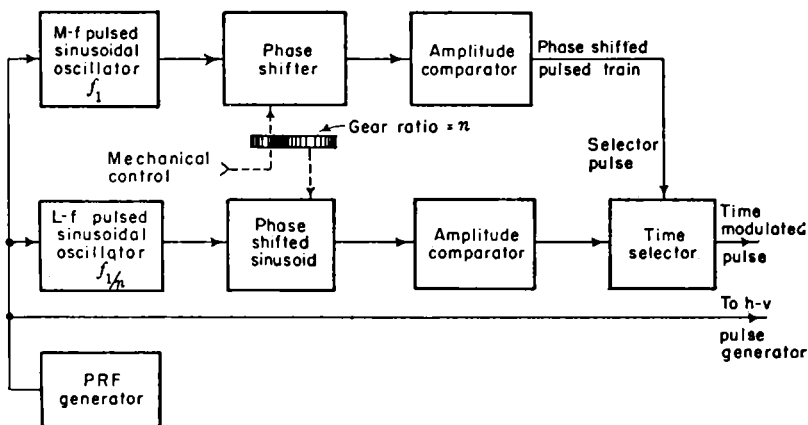 M-f pulsed
sinusoidal
oscillator
f1
Phase
shifter
Amplitude
comparator
Phase shifted
pulsed train
Gear ratio = n
Mechanical
control
Selector
pulse
L-f pulsed
sinusoidal
oscillator
f1/n
Phase
shifted
sinusoid
Amplitude
comparator
Time
selector
Time
modulated
pulse
To h-v
pulse
generator
PRF
generator